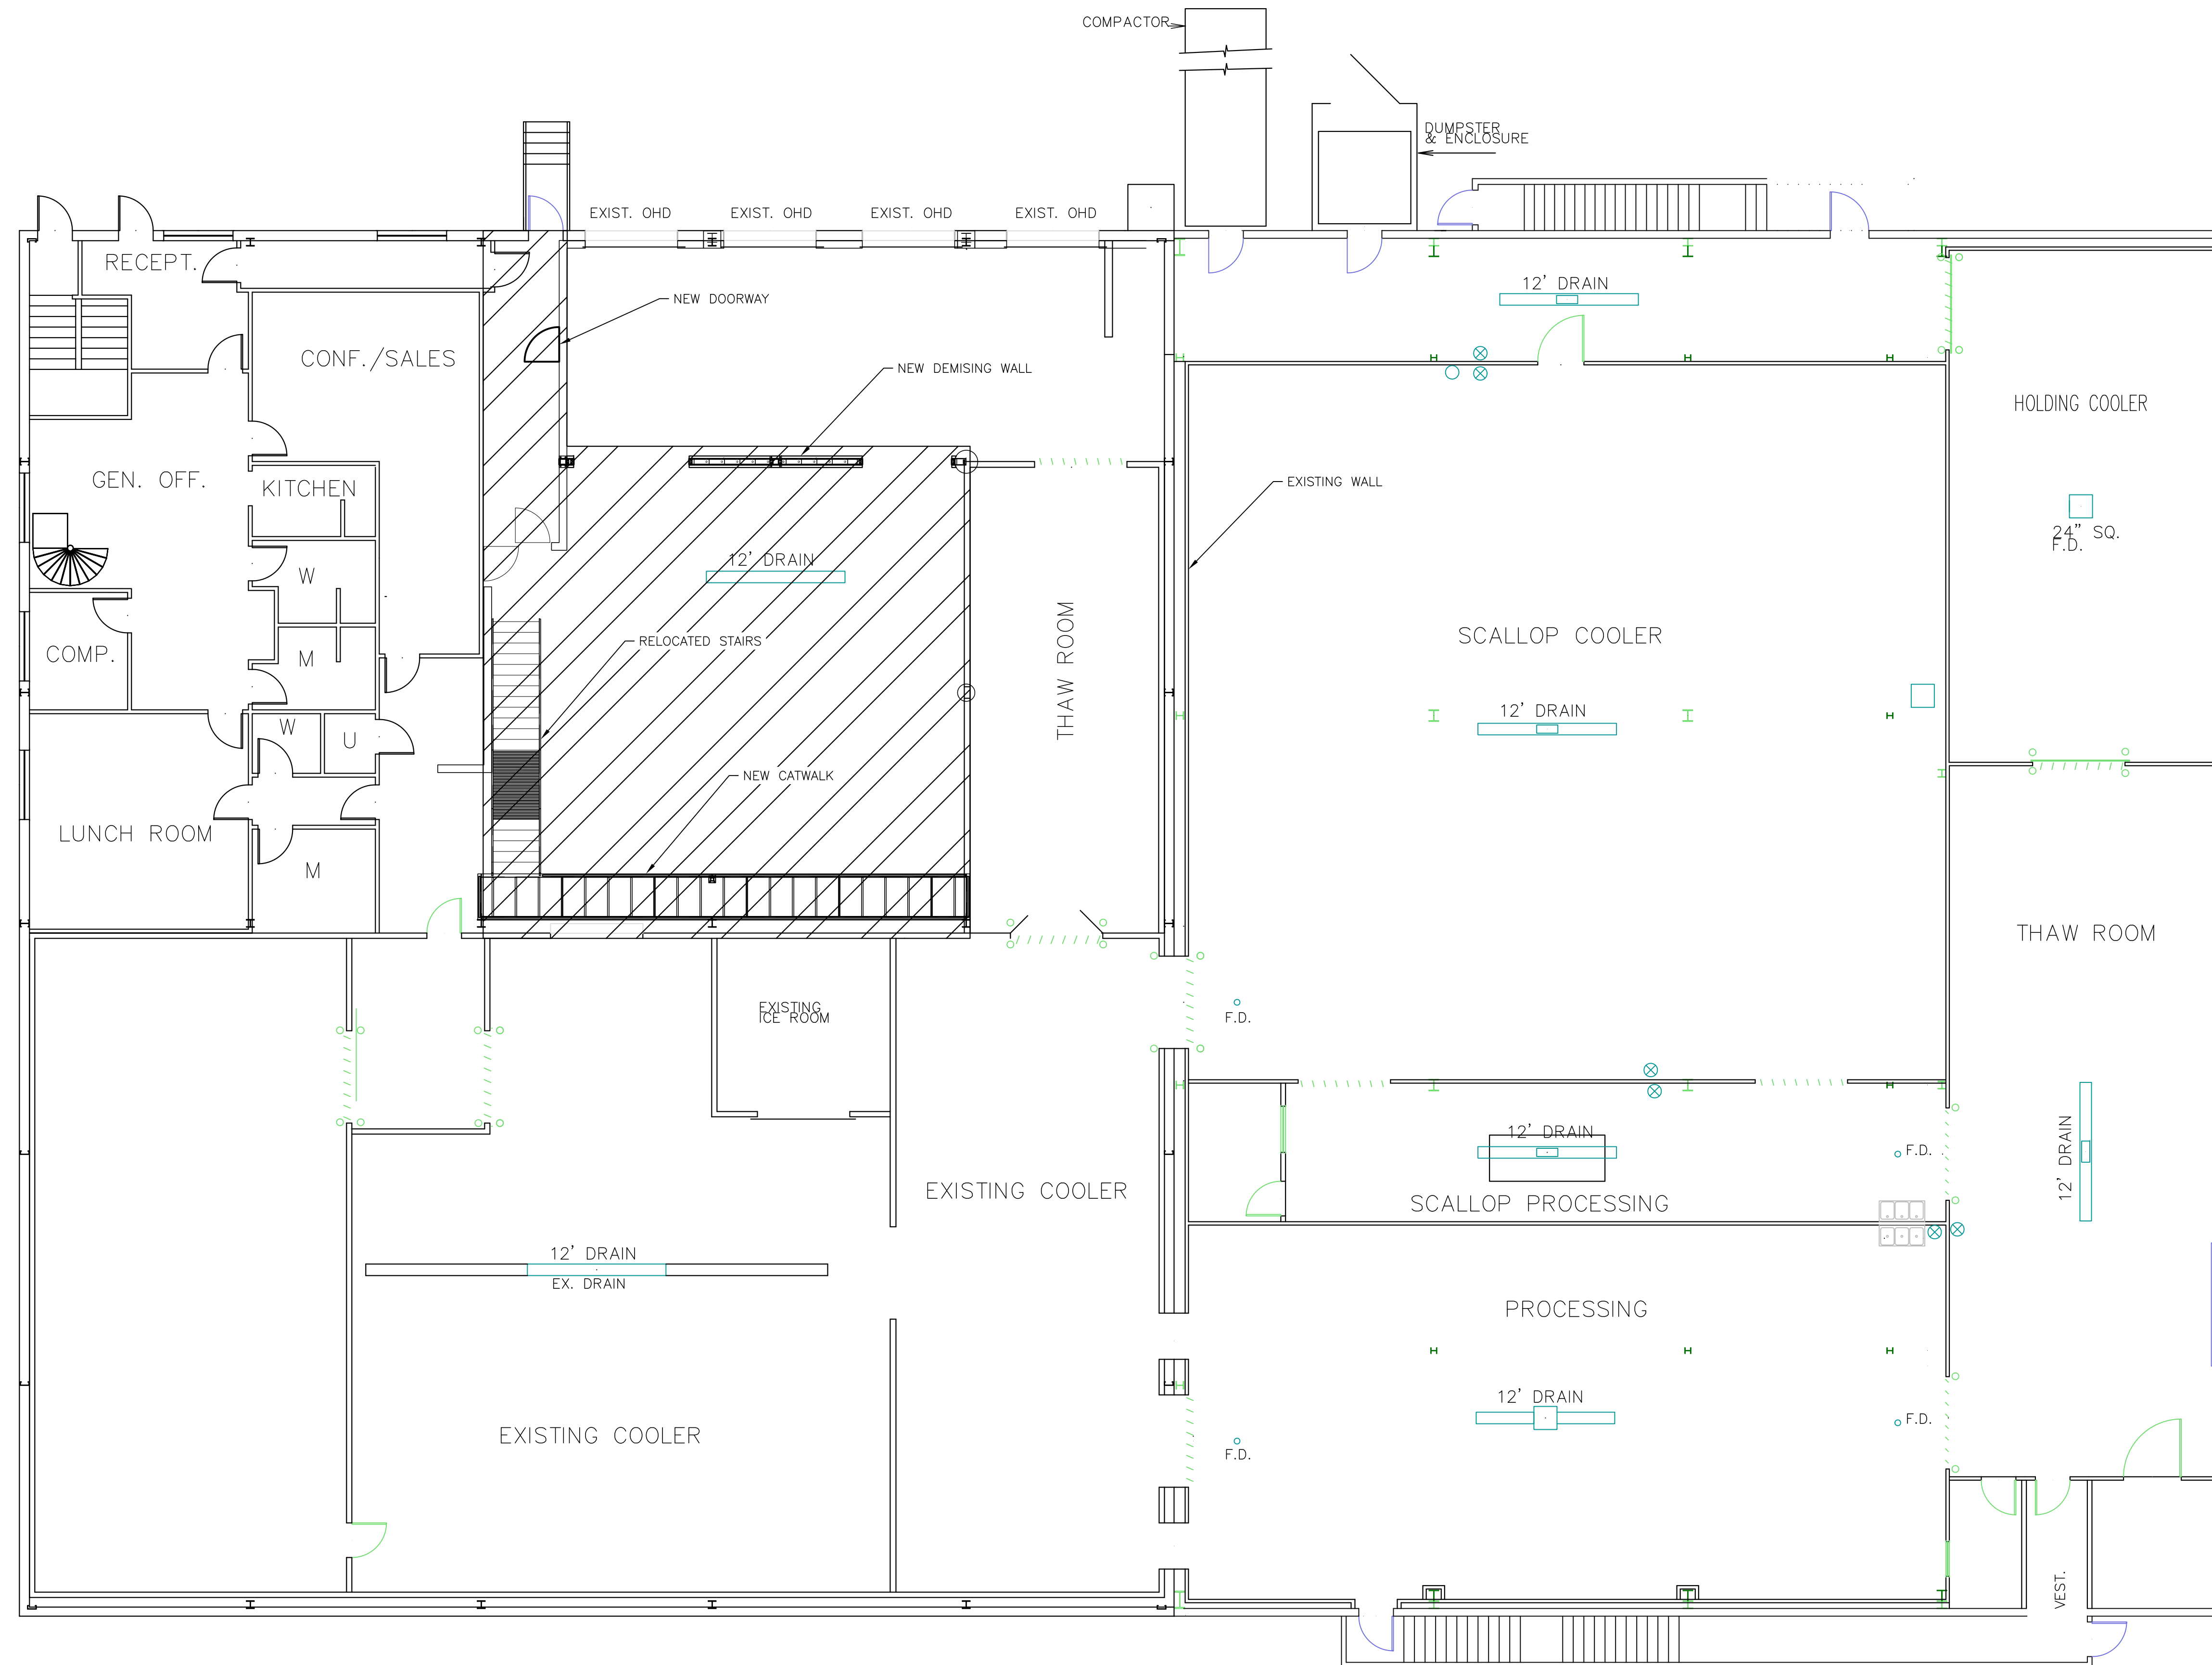 COMPACTOR
DUMPSTER
& ENCLOSURE
EXIST. OHD
EXIST. OHD
EXIST. OHD
EXIST. OHD
RECEPT.
12' DRAIN
NEW DOORWAY
CONF./SALES
NEW DEMISING WALL
HOLDING COOLER
GEN. OFF.
KITCHEN
EXISTING WALL
24" SQ.
F.D.
12' DRAIN
W
THAW ROOM
SCALLOP COOLER
RELOCATED STAIRS
COMP.
M
12' DRAIN
W
U
NEW CATWALK
LUNCH ROOM
M
THAW ROOM
EXISTING
ICE ROOM
F.D.
12' DRAIN
F.D.
12' DRAIN
EXISTING COOLER
SCALLOP PROCESSING
12' DRAIN
EX. DRAIN
PROCESSING
12' DRAIN
F.D.
EXISTING COOLER
F.D.
VEST.